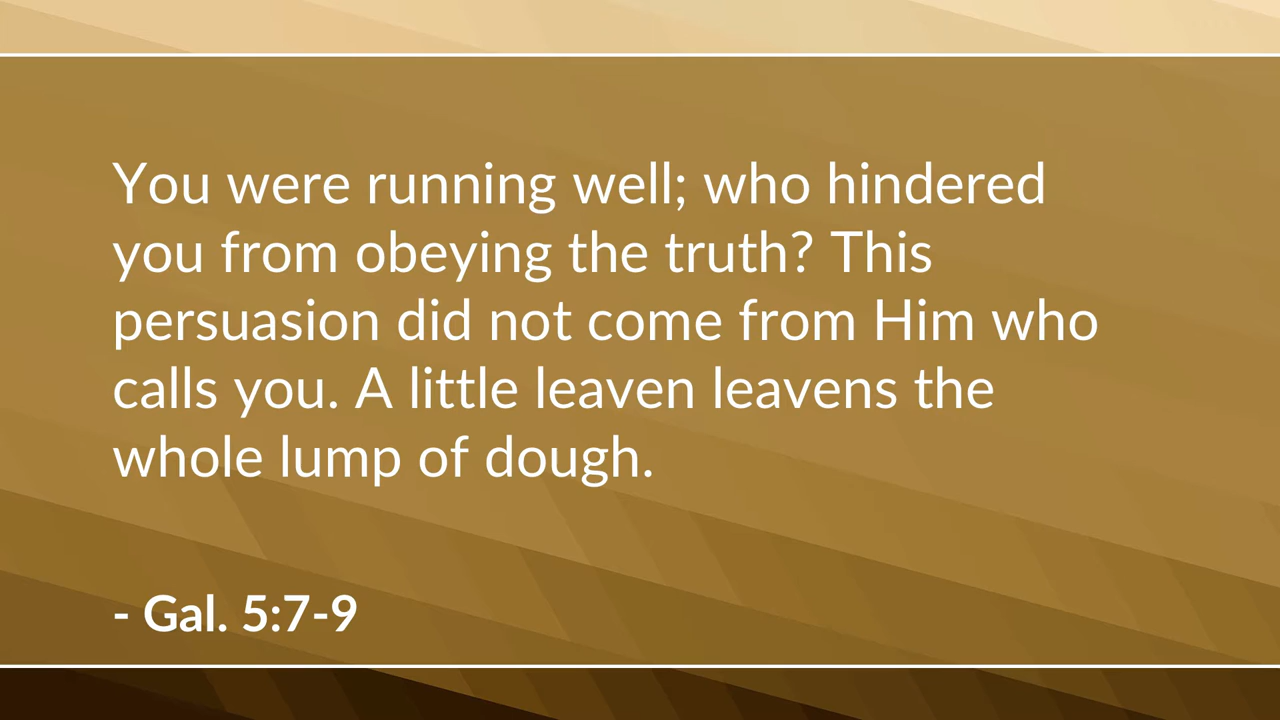 You were running well; who hindered
you from obeying the truth? This
persuasion did not come from Him who
calls you. A little leaven leavens the
whole lump of dough.
- Gal. 5:7-9